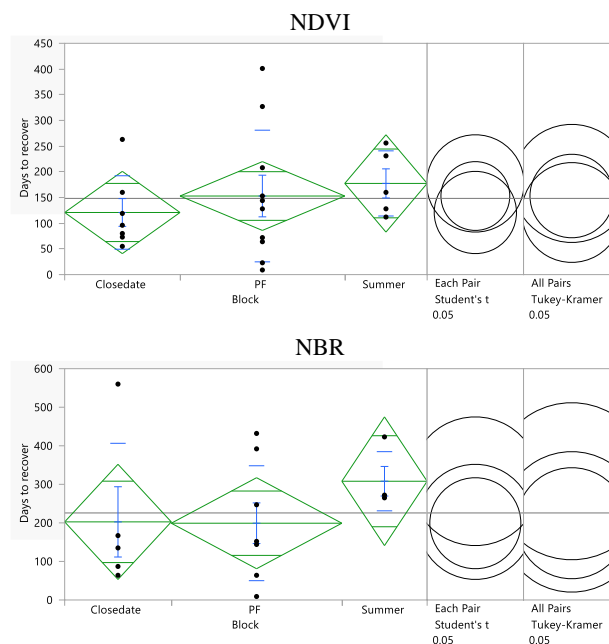 NDVI
450
400
350
300
250
200
150
100
50
0
Days to recover
Closedate PF Summer
Block
Each Pair
Student's t
0.05
All Pairs
Tukey-Kramer
0.05
NBR
600
500
400
300
200
100
0
Days to recover
Closedate PF Summer
Block
Each Pair
Student's t
0.05
All Pairs
Tukey-Kramer
0.05